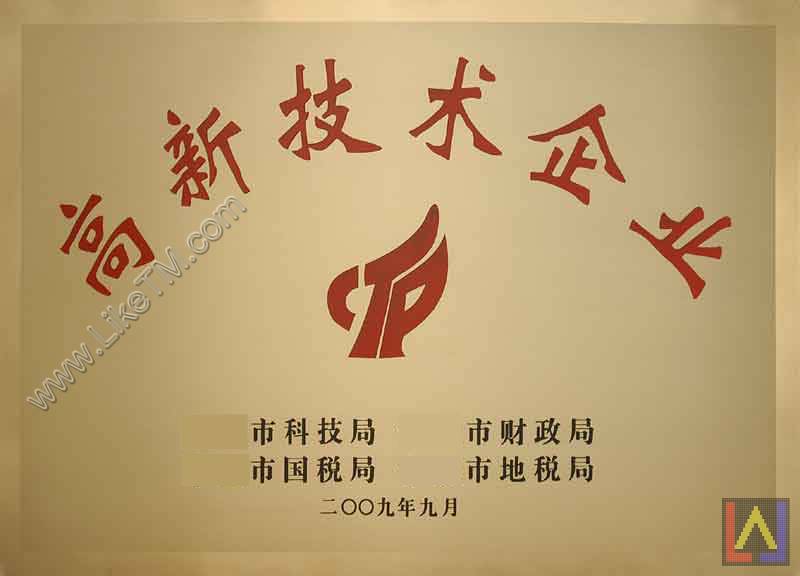 高新技术企业
www.LikeTV.com
CTP
市科技局 市财政局
市国税局 市地税局
二〇〇九年九月